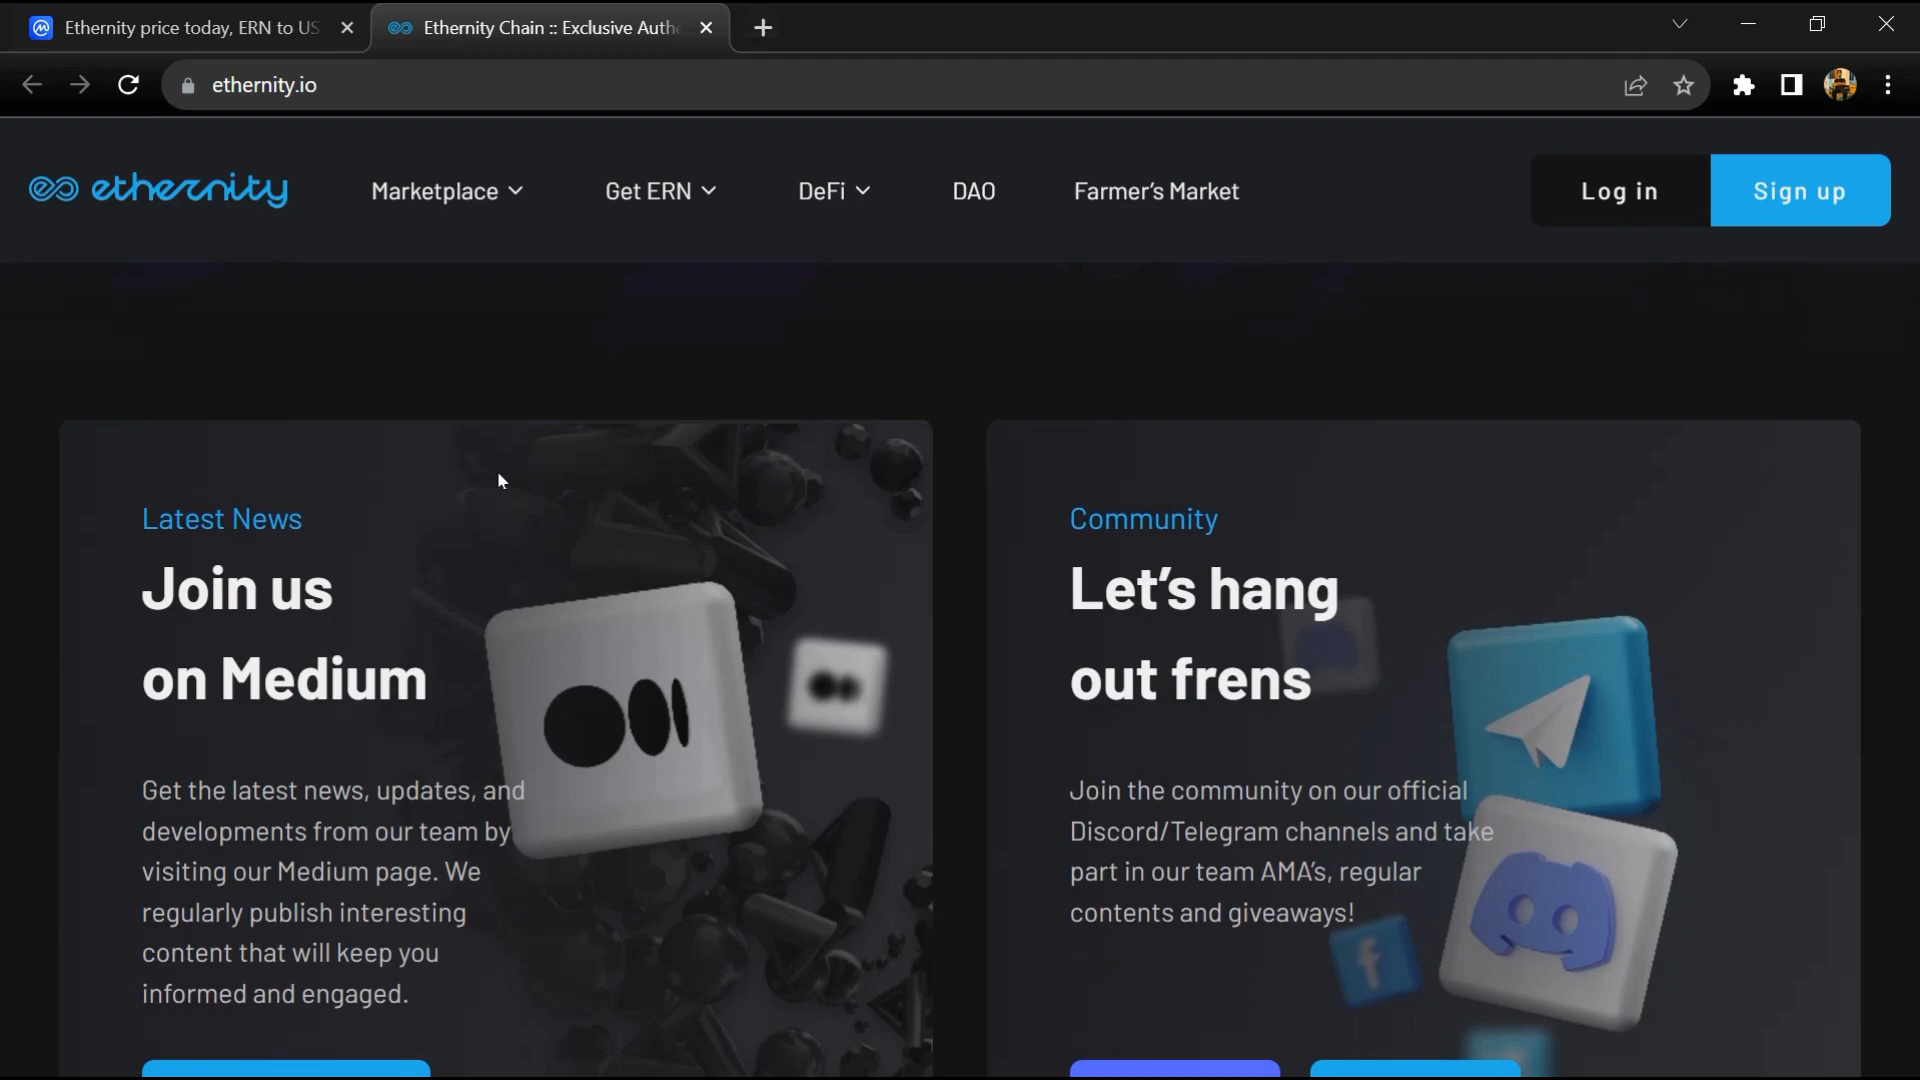 Ethernity price today, ERN to US
Ethernity Chain :: Exclusive Authe
ethernity.io
ethernity
Marketplace
Get ERN
DeFi
DAO
Farmer’s Market
Log in
Sign up
Latest News
Join us
on Medium
Get the latest news, updates, and
developments from our team by
visiting our Medium page. We
regularly publish interesting
content that will keep you
informed and engaged.
Community
Let’s hang
out frens
Join the community on our official
Discord/Telegram channels and take
part in our team AMA’s, regular
contents and giveaways!